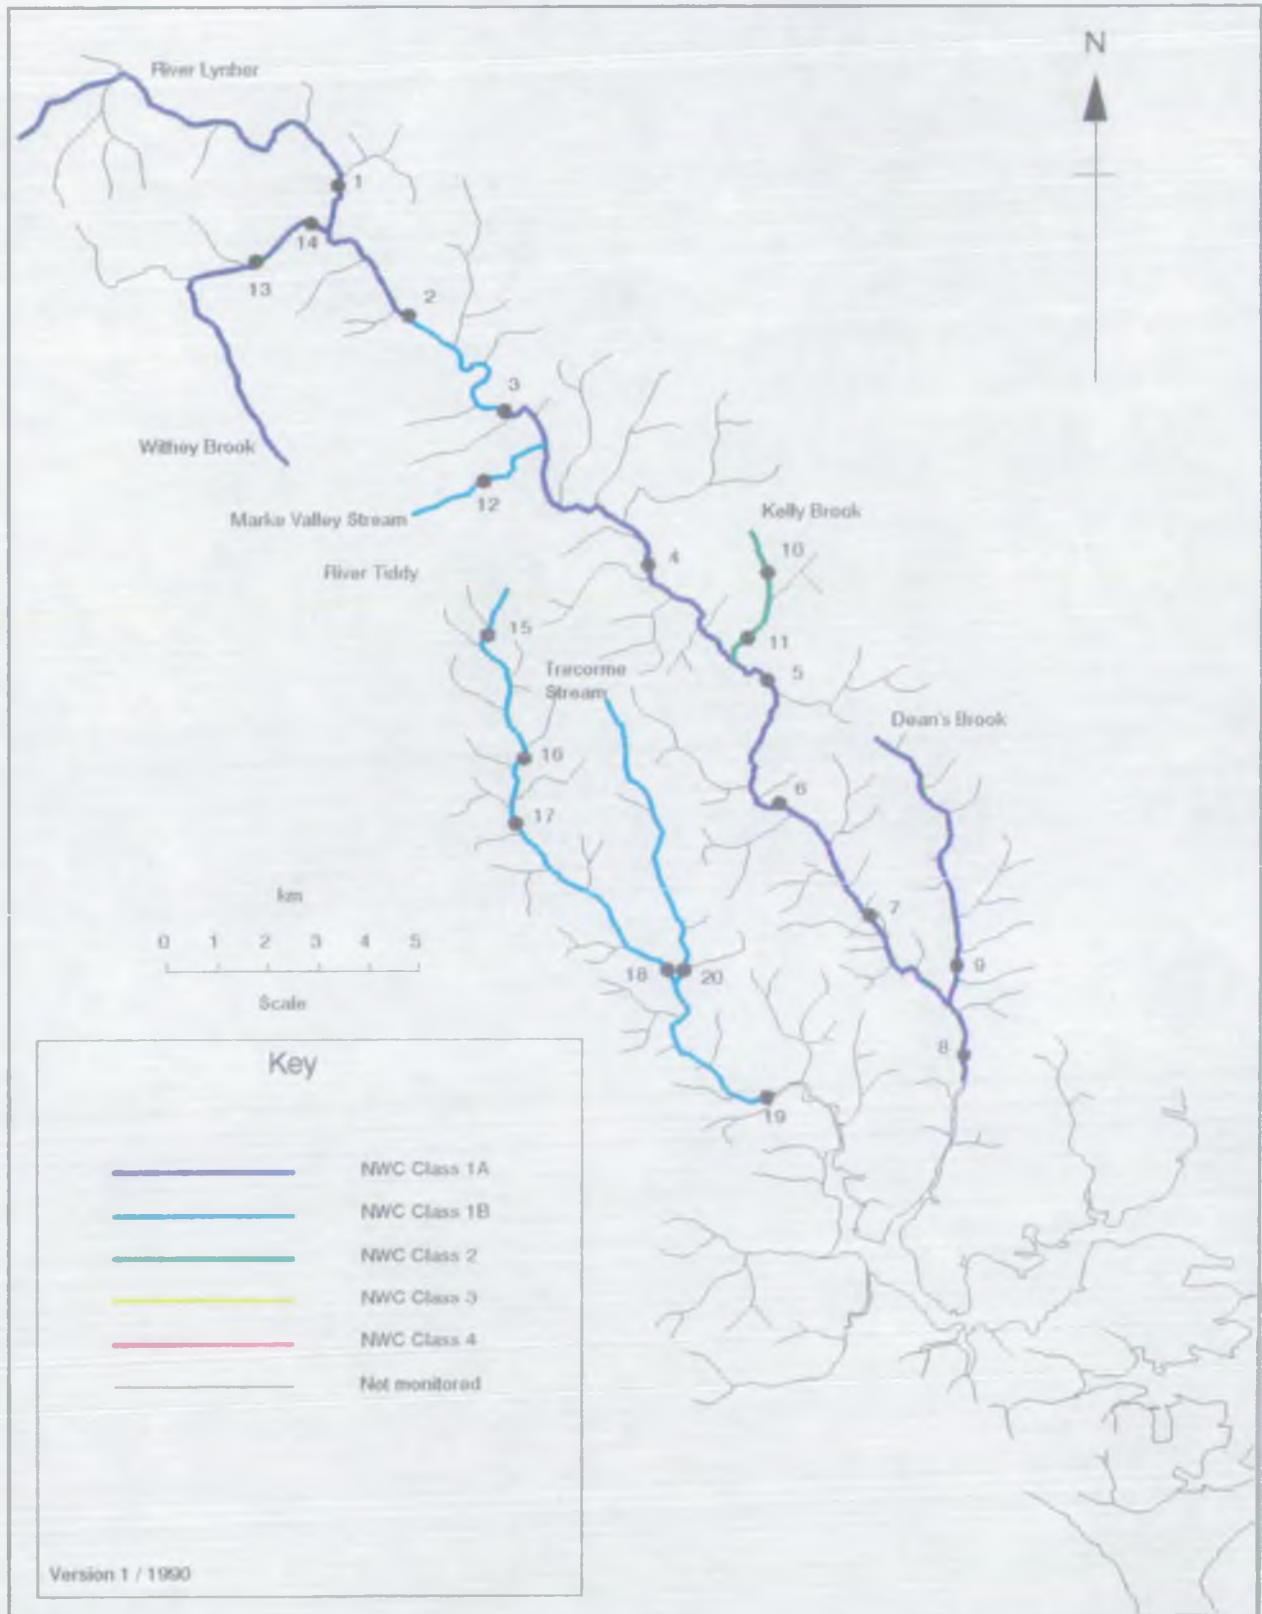 N
River Lynher
1
14
13
2
3
Withey Brook
12
Marke Valley Stream
Kelly Brook
10
4
River Tiddy
15
11
Trecorme
Stream
5
Dean's Brook
16
6
17
km
7
0 1 2 3 4 5
9
18
20
Scale
8
Key
19
NWC Class 1A
NWC Class 1B
NWC Class 2
NWC Class 3
NWC Class 4
Not monitored
Version 1 / 1990